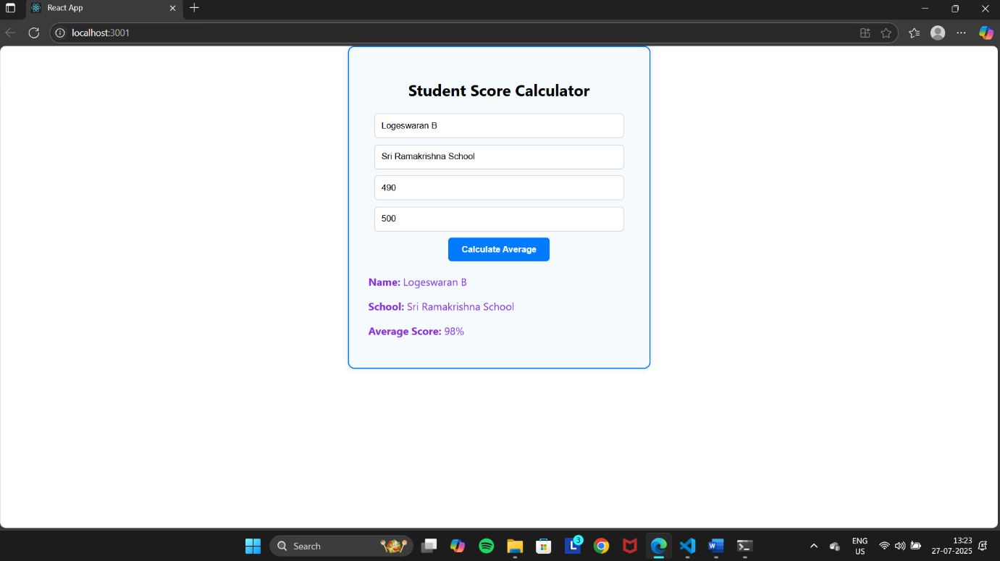 React App
localhost:3001
Student Score Calculator
Logeswaran B
Sri Ramakrishna School
490
500
Calculate Average
Name: Logeswaran B
School: Sri Ramakrishna School
Average Score: 98%
Search
L
3
W
ENG
US
13:23
27-07-2025